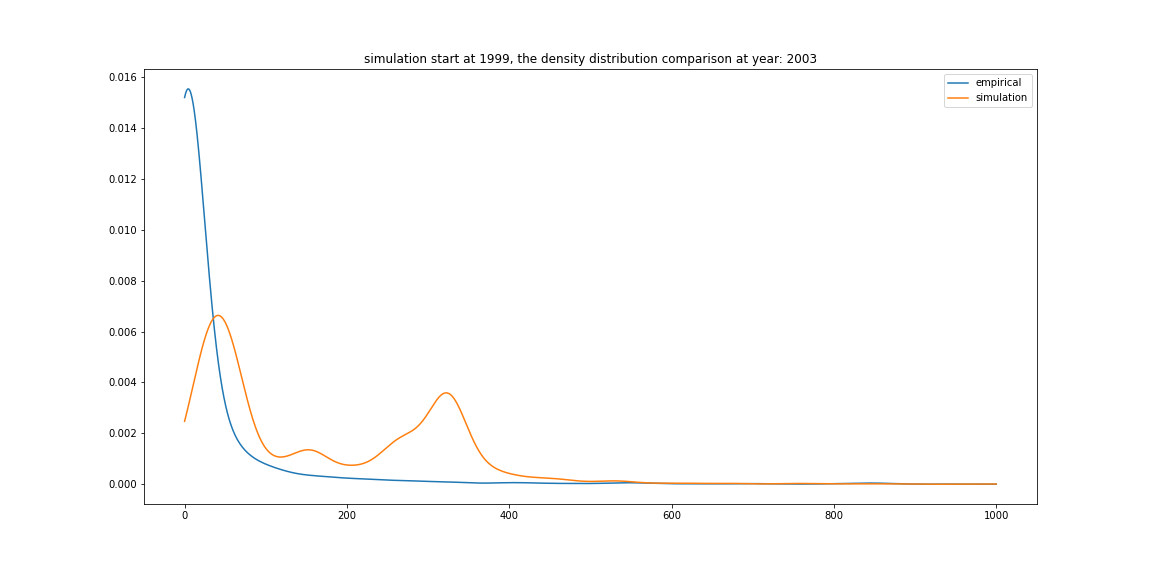 simulation start at 1999, the density distribution comparison at year: 2003
empirical
simulation
0.016
0.014
0.012
0.010
0.008
0.006
0.004
0.002
0.000
0 200 400 600 800 1000